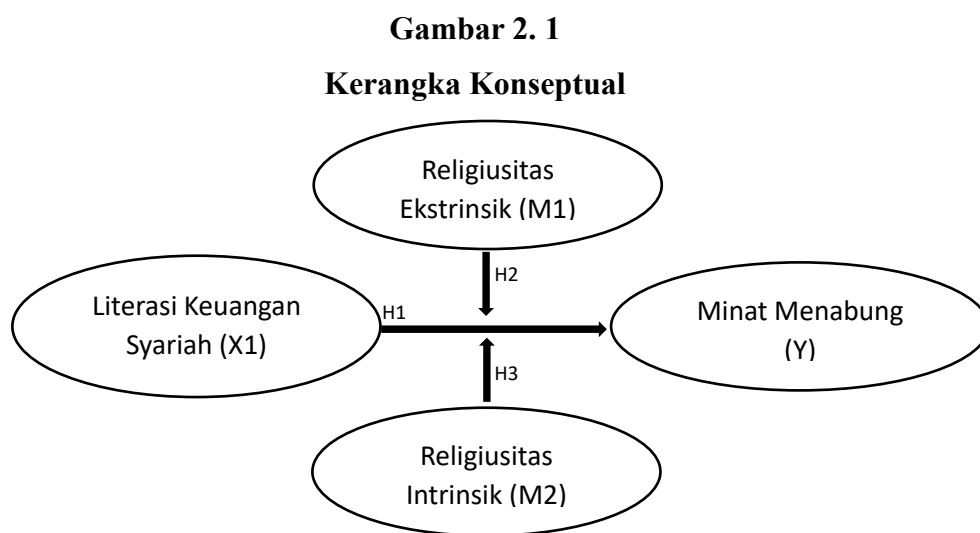 Gambar 2. 1
Kerangka Konseptual
Religiusitas
Ekstrinsik (M1)
H2
Literasi Keuangan
Syariah (X1)
H1
Minat Menabung
(Y)
H3
Religiusitas
Intrinsik (M2)